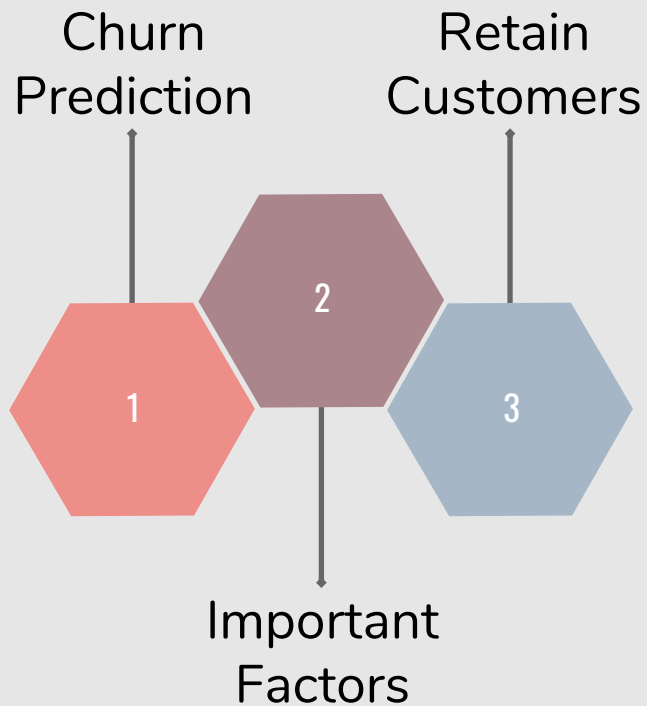 Churn
Prediction
Retain
Customers
2
1
3
Important
Factors